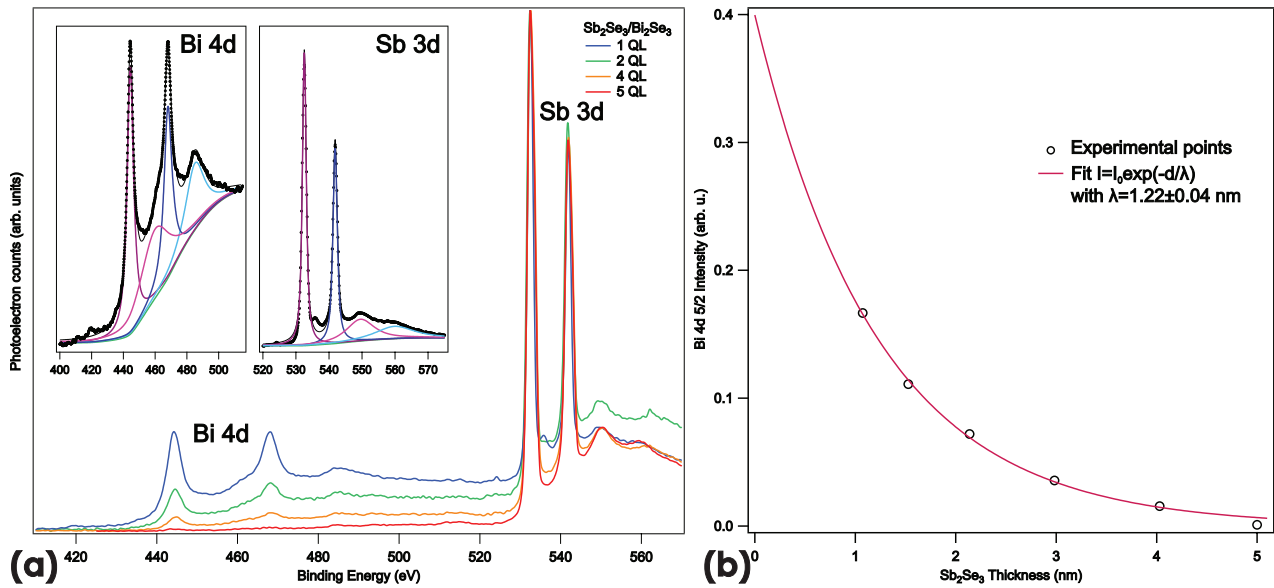 Bi 4d
Sb 3d
400 420 440 460 480 500
520 530 540 550 560 570
Sb₂Se₃/Bi₂Se₃
1 QL
2 QL
4 QL
5 QL
Sb 3d
Bi 4d
Photoelectron counts (arb. units)
420 440 460 480 500 520 540 560
Binding Energy (eV)
(a)
0.4
0.3
0.2
0.1
0.0
Bi 4d 5/2 Intensity (arb. u.)
Experimental points
Fit I=I₀exp(-d/λ)
with λ=1.22±0.04 nm
0 1 2 3 4 5
Sb₂Se₃ Thickness (nm)
(b)